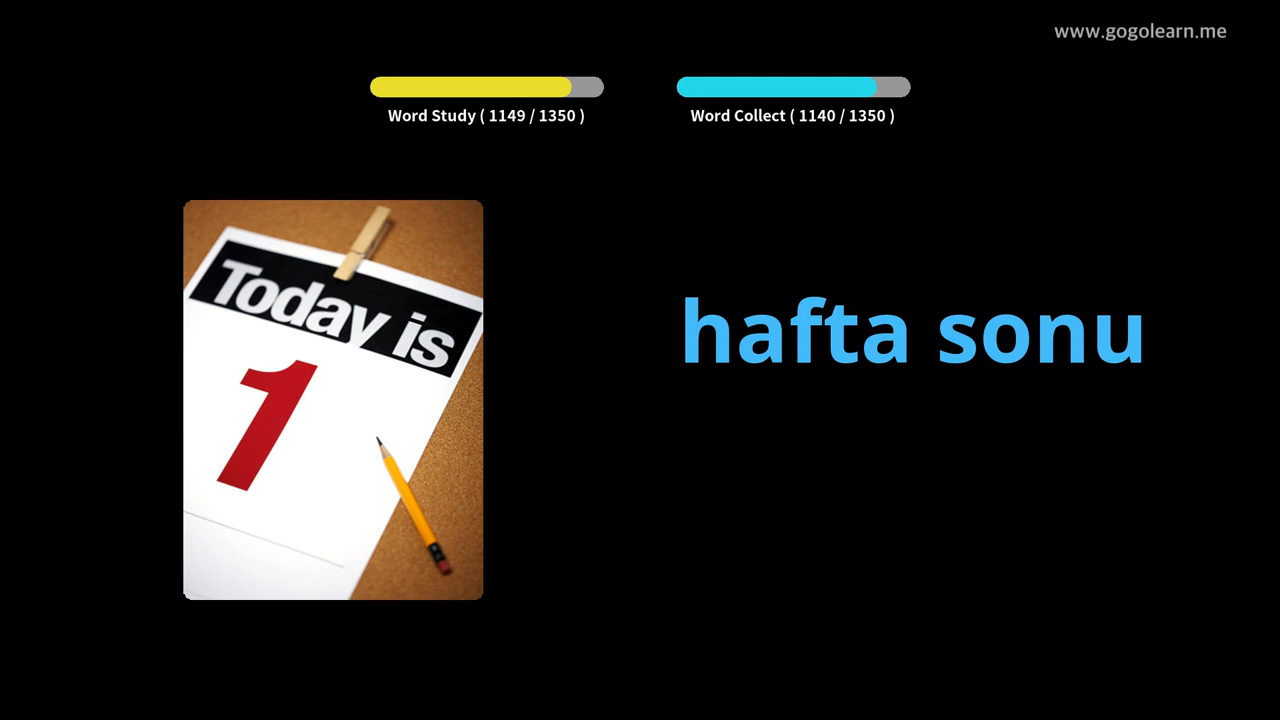 www.gogolearn.me
Word Study ( 1149 / 1350 )
Word Collect ( 1140 / 1350 )
Today is
1
hafta sonu